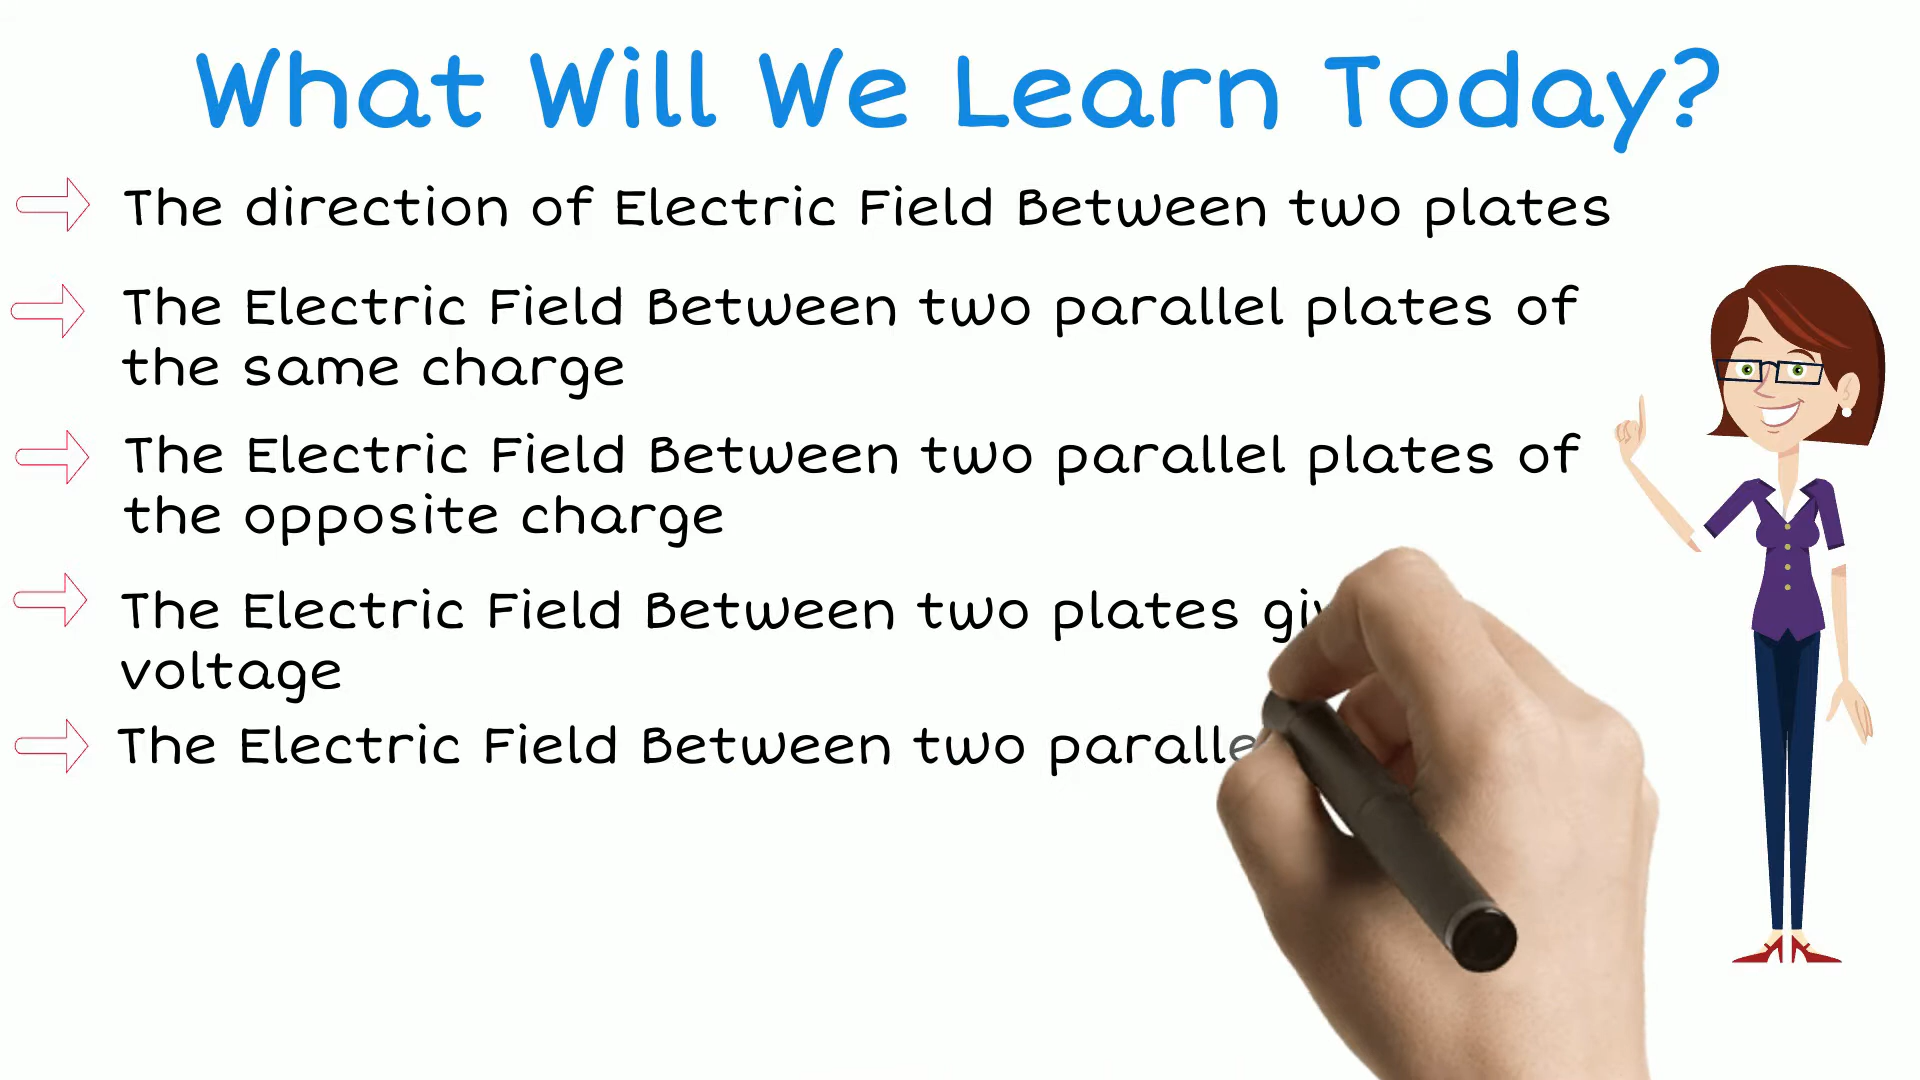 What Will We Learn Today?
The direction of Electric Field Between two plates
The Electric Field Between two parallel plates of
the same charge
The Electric Field Between two parallel plates of
the opposite charge
The Electric Field Between two plates
voltage
The Electric Field Between two